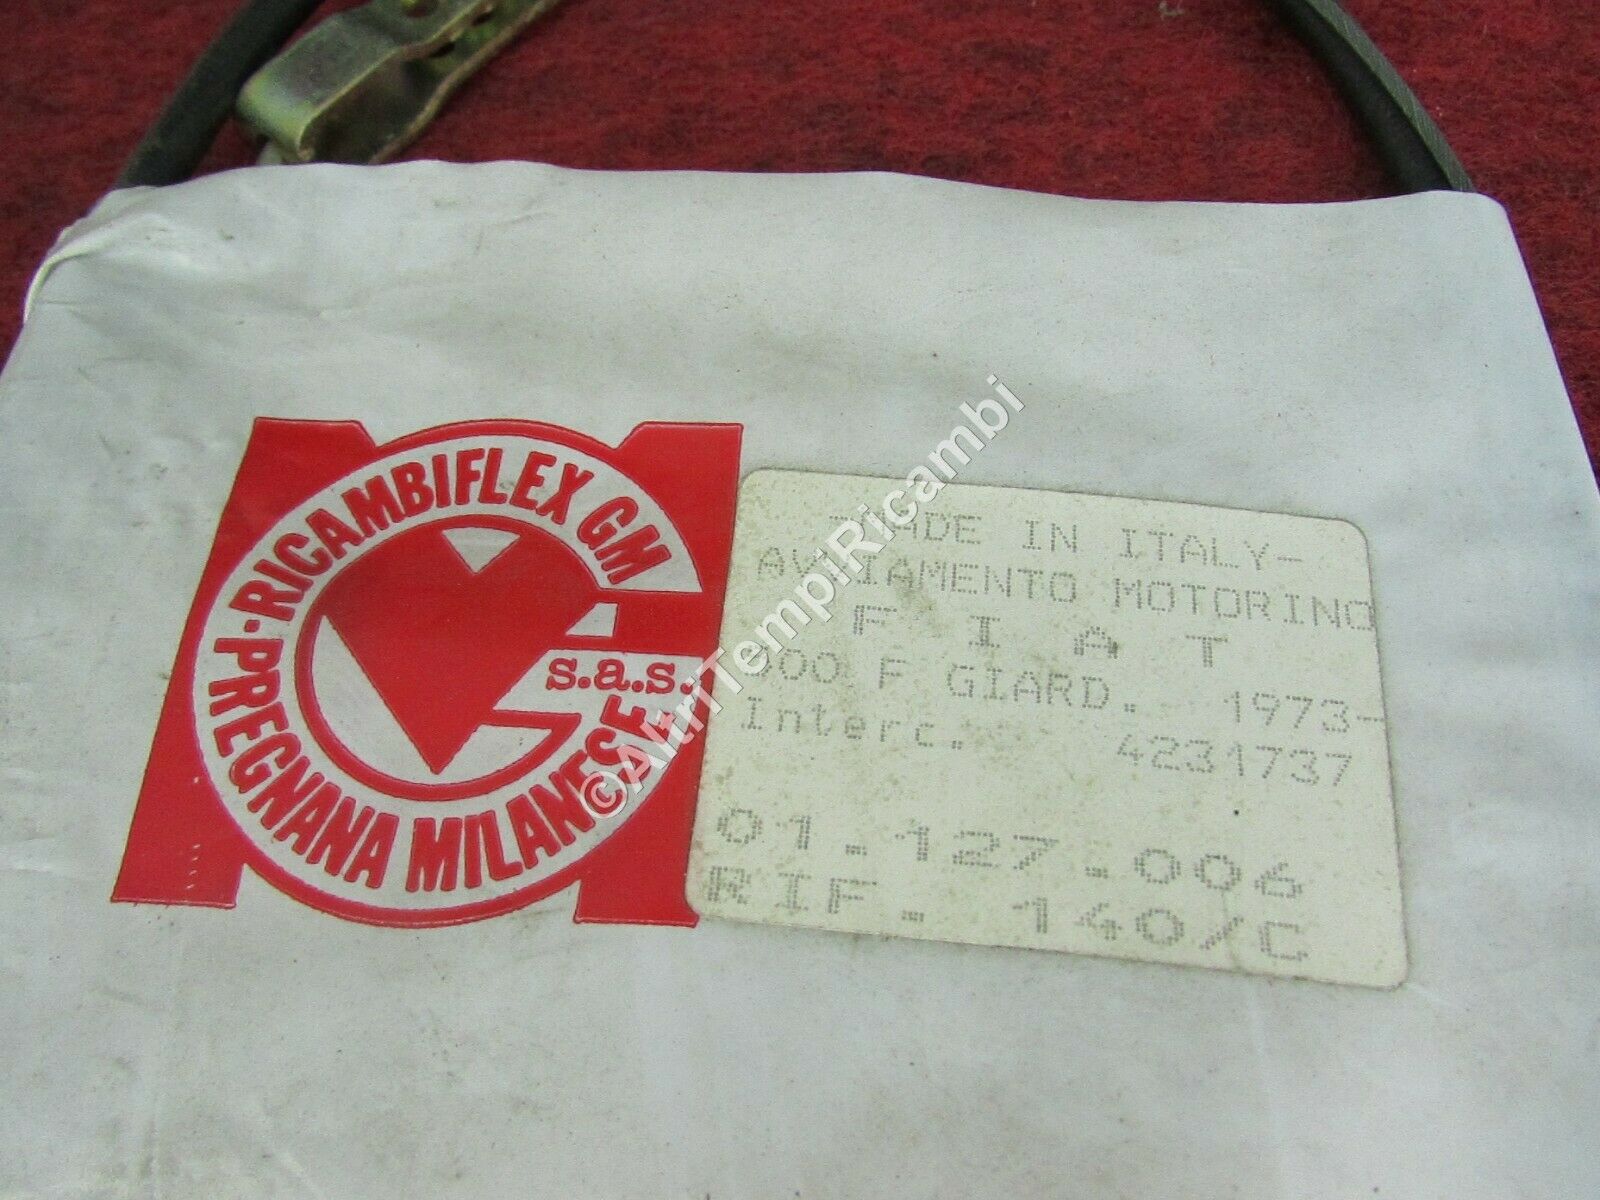 RICAMBIFLEX GM
s.a.s.
PREGNANA MILANESE
MADE IN ITALY-
AVVIAMENTO MOTORINO
F I A T
F GIARD. 1973-
Interc. 4231737
01.127.006
RIF. 140/C
©AltriTempiRicambi